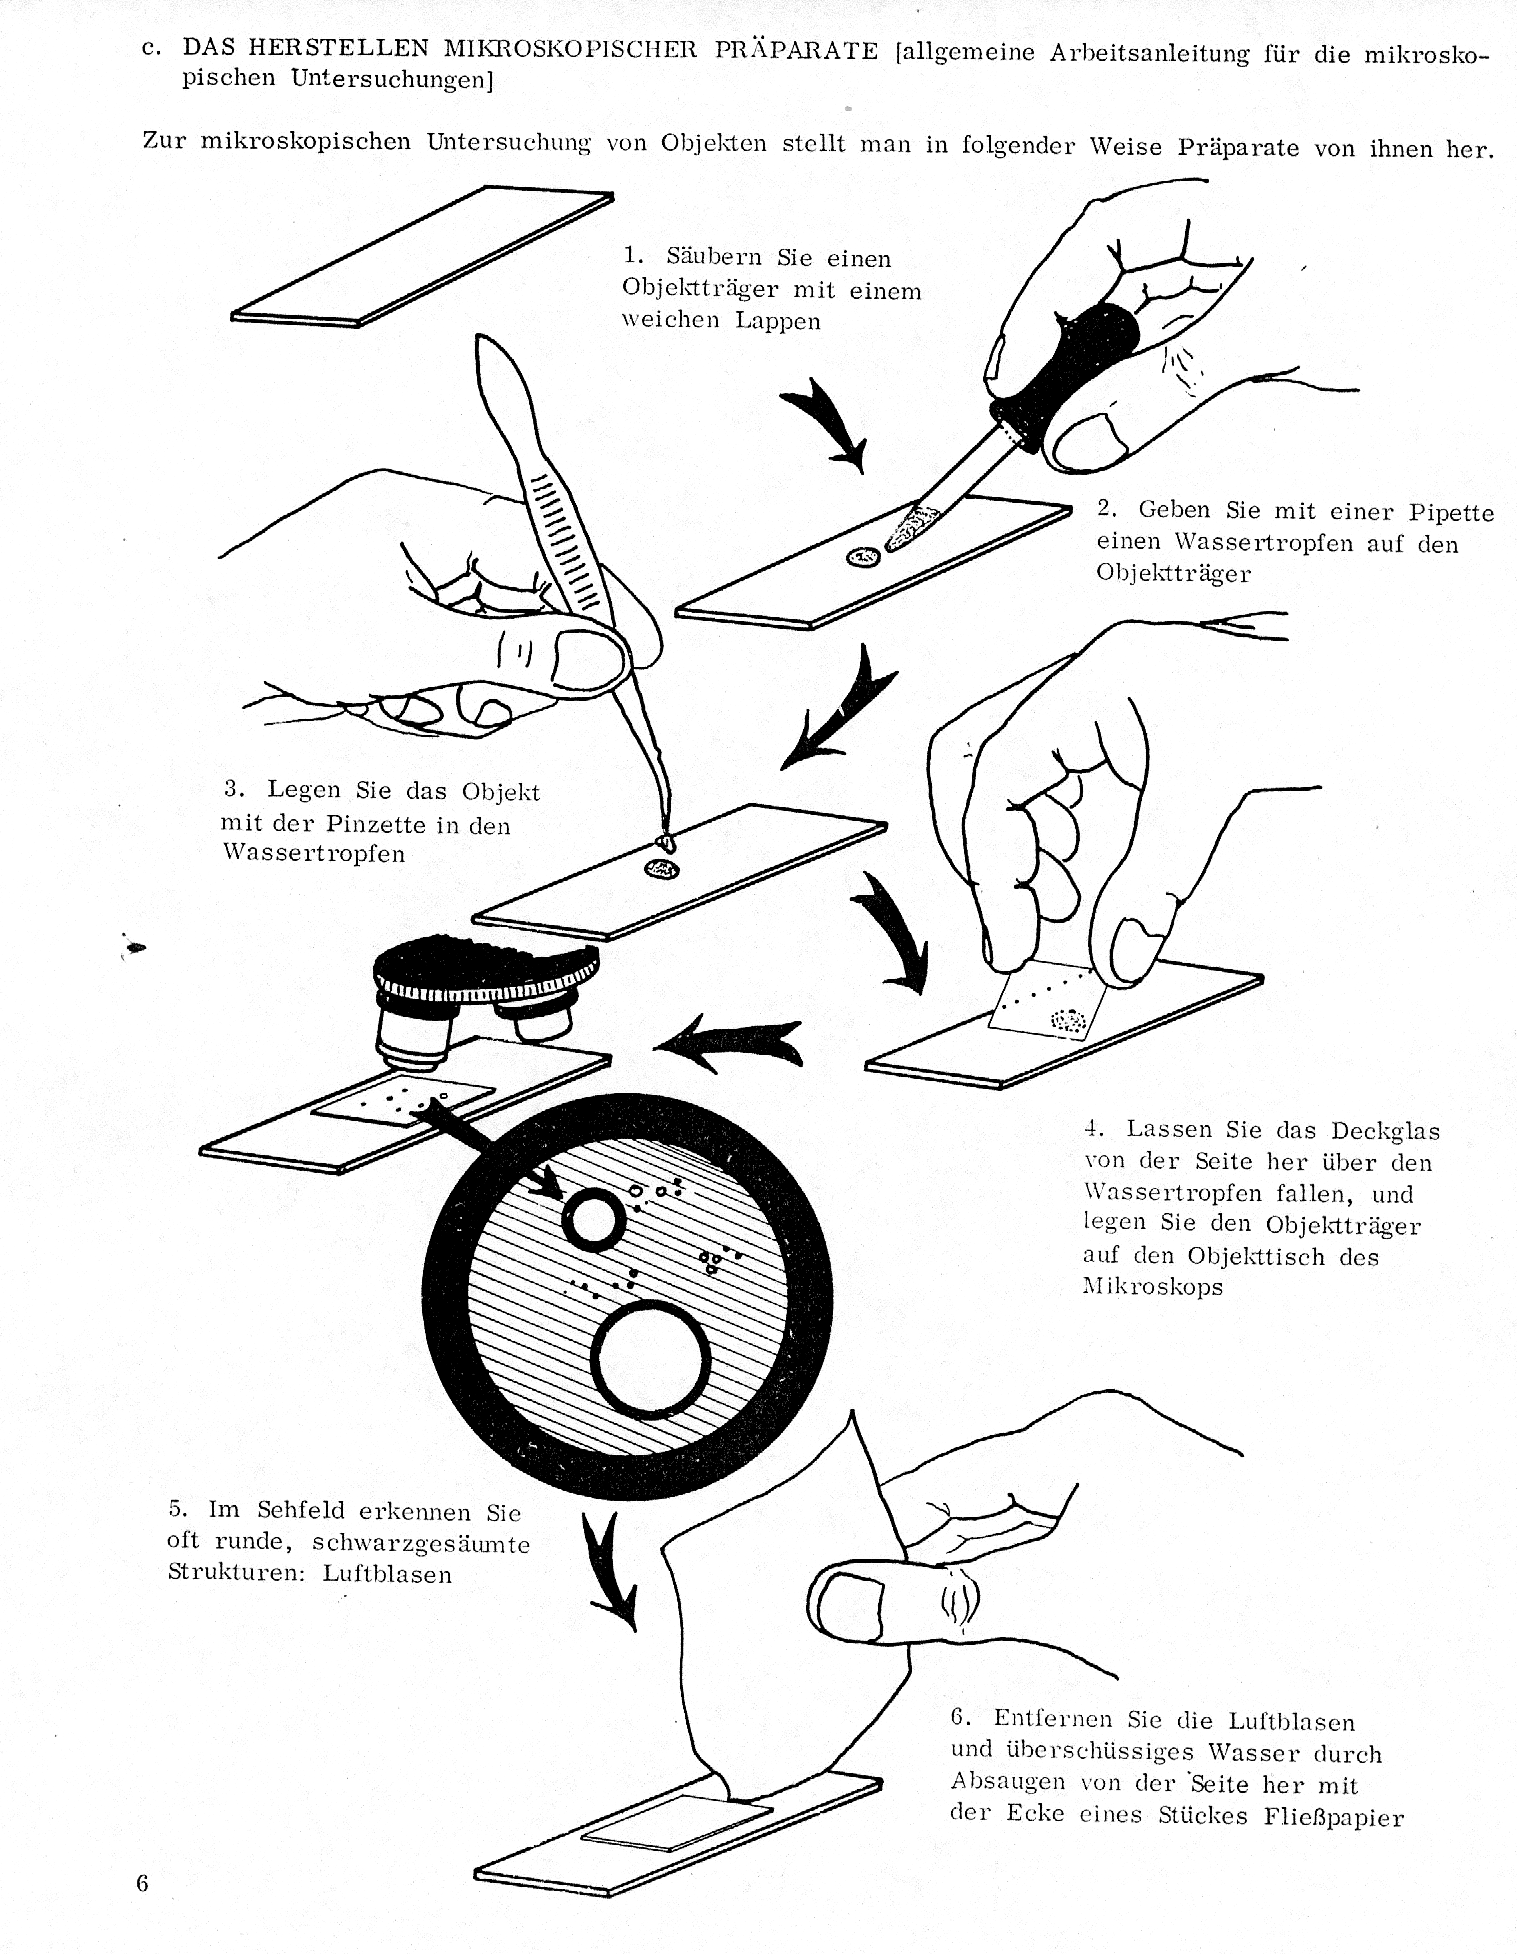 c. DAS HERSTELLEN MIKROSKOPISCHER PRÄPARATE [allgemeine Arbeitsanleitung für die mikrosko-
pischen Untersuchungen]
Zur mikroskopischen Untersuchung von Objekten stellt man in folgender Weise Präparate von ihnen her.
1. Säubern Sie einen
Objektträger mit einem
weichen Lappen
2. Geben Sie mit einer Pipette
einen Wassertropfen auf den
Objektträger
3. Legen Sie das Objekt
mit der Pinzette in den
Wassertropfen
4. Lassen Sie das Deckglas
von der Seite her über den
Wassertropfen fallen, und
legen Sie den Objektträger
auf den Objekttisch des
Mikroskops
5. Im Sehfeld erkennen Sie
oft runde, schwarzgesäumte
Strukturen: Luftblasen
6. Entfernen Sie die Luftblasen
und überschüssiges Wasser durch
Absaugen von der Seite her mit
der Ecke eines Stückes Fließpapier
6